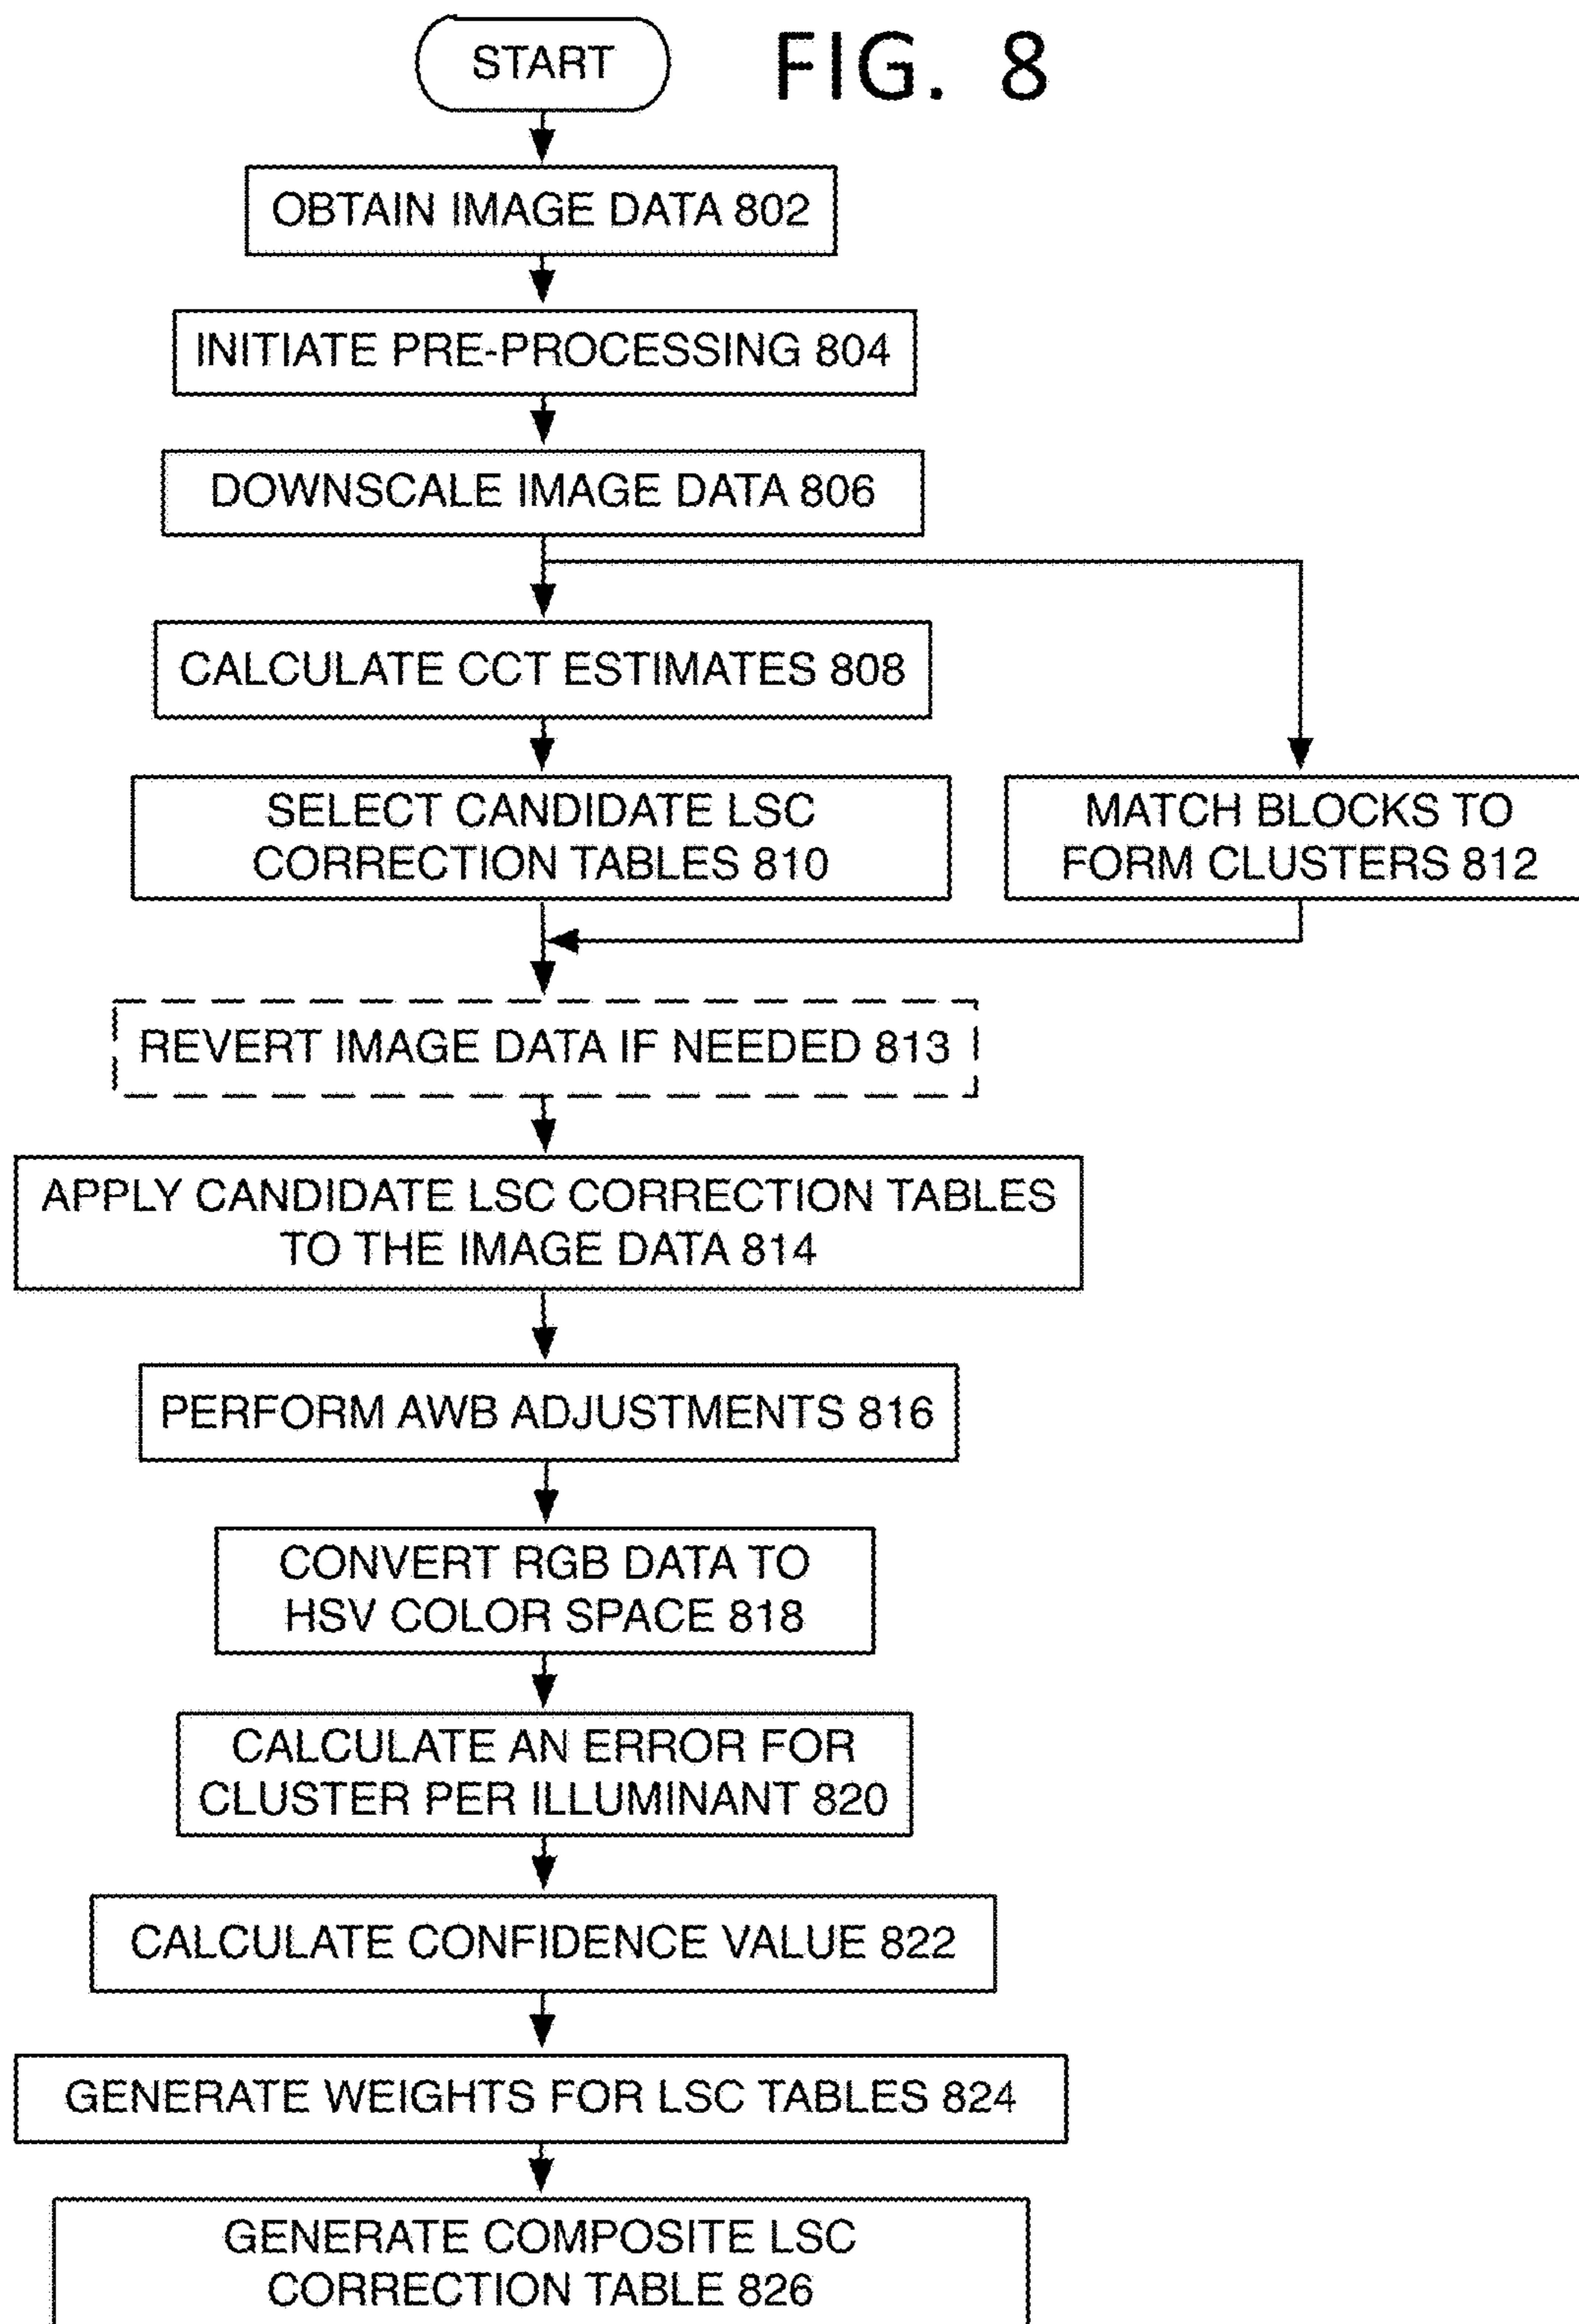 START
FIG. 8
OBTAIN IMAGE DATA 802
INITIATE PRE-PROCESSING 804
DOWNSCALE IMAGE DATA 806
CALCULATE CCT ESTIMATES 808
SELECT CANDIDATE LSC
CORRECTION TABLES 810
MATCH BLOCKS TO
FORM CLUSTERS 812
REVERT IMAGE DATA IF NEEDED 813
APPLY CANDIDATE LSC CORRECTION TABLES
TO THE IMAGE DATA 814
PERFORM AWB ADJUSTMENTS 816
CONVERT RGB DATA TO
HSV COLOR SPACE 818
CALCULATE AN ERROR FOR
CLUSTER PER ILLUMINANT 820
CALCULATE CONFIDENCE VALUE 822
GENERATE WEIGHTS FOR LSC TABLES 824
GENERATE COMPOSITE LSC
CORRECTION TABLE 826